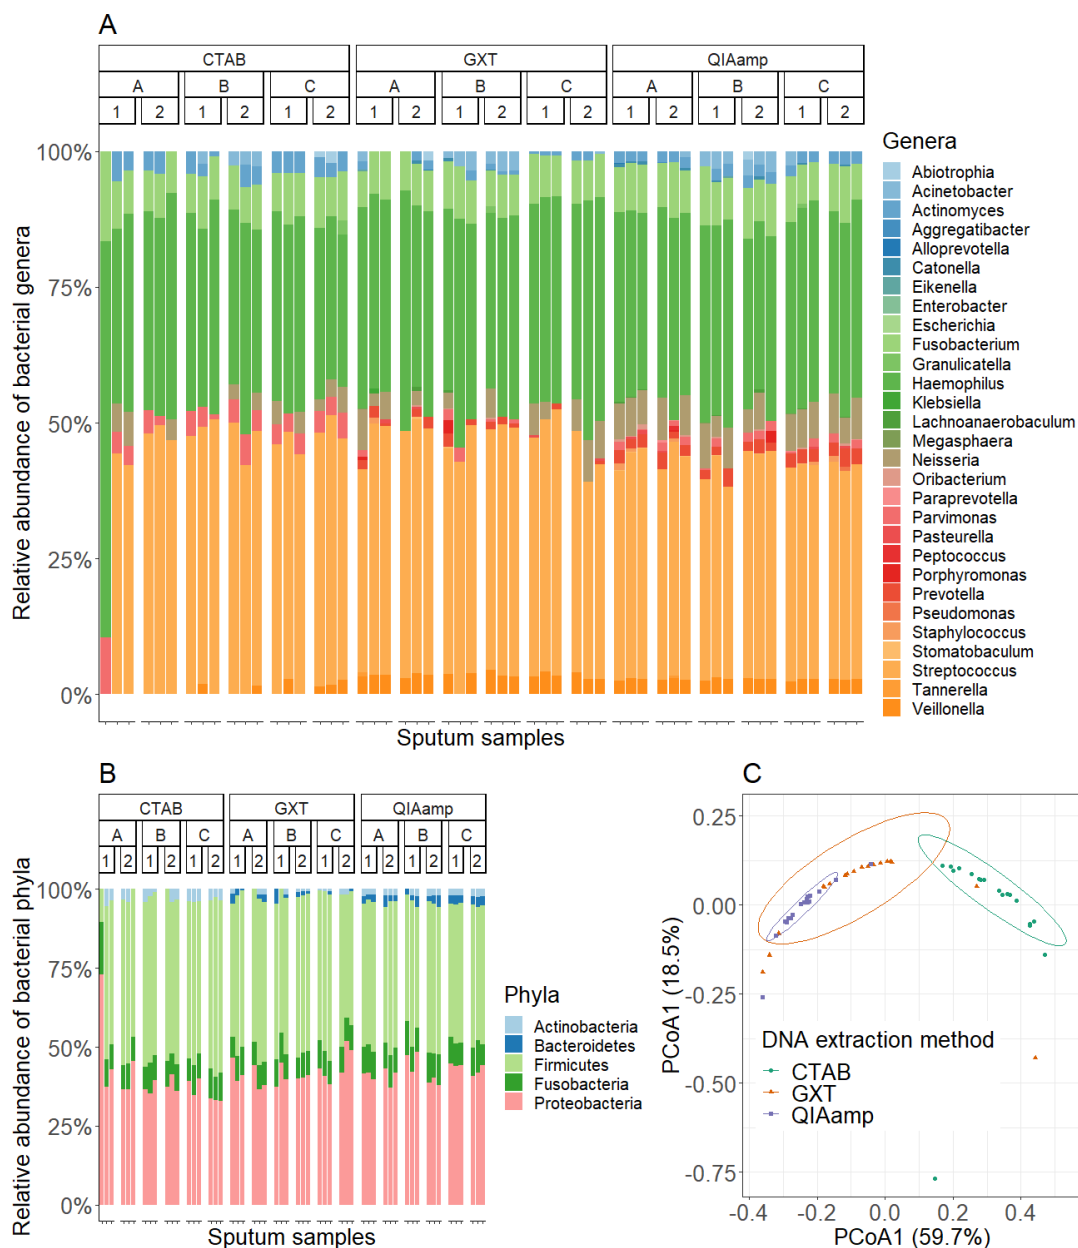 A
CTAB GXT QIAamp
A B C A B C A B C
1 2 1 2 1 2 1 2 1 2 1 2 1 2 1 2 1 2
Relative abundance of bacterial genera
100%
75%
50%
25%
0%
Sputum samples
Genera
Abiotrophia
Acinetobacter
Actinomyces
Aggregatibacter
Alloprevotella
Catonella
Eikenella
Enterobacter
Escherichia
Fusobacterium
Granulicatella
Haemophilus
Klebsiella
Lachnoanaerobaculum
Megasphaera
Neisseria
Oribacterium
Paraprevotella
Parvimonas
Pasteurella
Peptococcus
Porphyromonas
Prevotella
Pseudomonas
Staphylococcus
Stomatobaculum
Streptococcus
Tannerella
Veillonella
B
CTAB GXT QIAamp
A B C A B C A B C
1 2 1 2 1 2 1 2 1 2 1 2 1 2 1 2 1 2
Relative abundance of bacterial phyla
100%
75%
50%
25%
0%
Sputum samples
Phyla
Actinobacteria
Bacteroidetes
Firmicutes
Fusobacteria
Proteobacteria
C
PCoA1 (18.5%)
0.25
0.00
-0.25
-0.50
-0.75
DNA extraction method
CTAB
GXT
QIAamp
-0.4 -0.2 0.0 0.2 0.4
PCoA1 (59.7%)